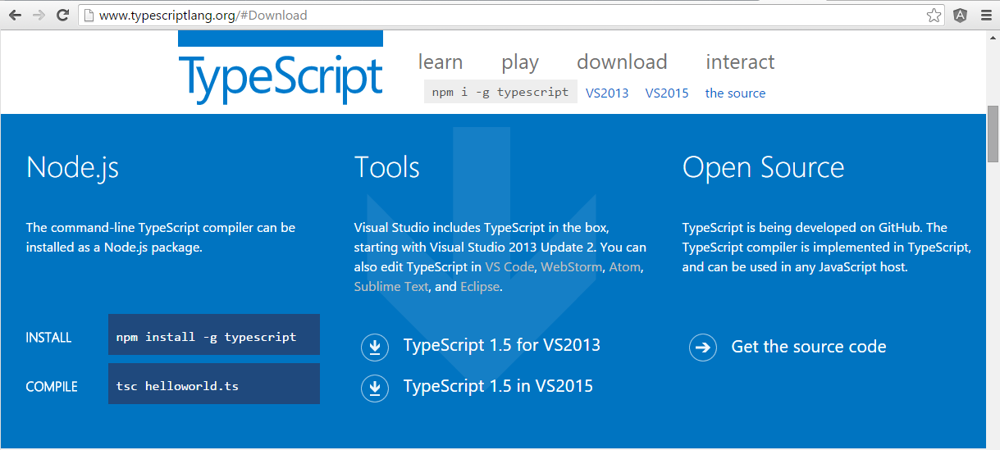 www.typescriptlang.org/#Download
TypeScript
learn play download interact
npm i -g typescript VS2013 VS2015 the source
Node.js
The command-line TypeScript compiler can be
installed as a Node.js package.
INSTALL npm install -g typescript
COMPILE tsc helloworld.ts
Tools
Visual Studio includes TypeScript in the box,
starting with Visual Studio 2013 Update 2. You can
also edit TypeScript in VS Code, WebStorm, Atom,
Sublime Text, and Eclipse.
TypeScript 1.5 for VS2013
TypeScript 1.5 in VS2015
Open Source
TypeScript is being developed on GitHub. The
TypeScript compiler is implemented in TypeScript,
and can be used in any JavaScript host.
Get the source code